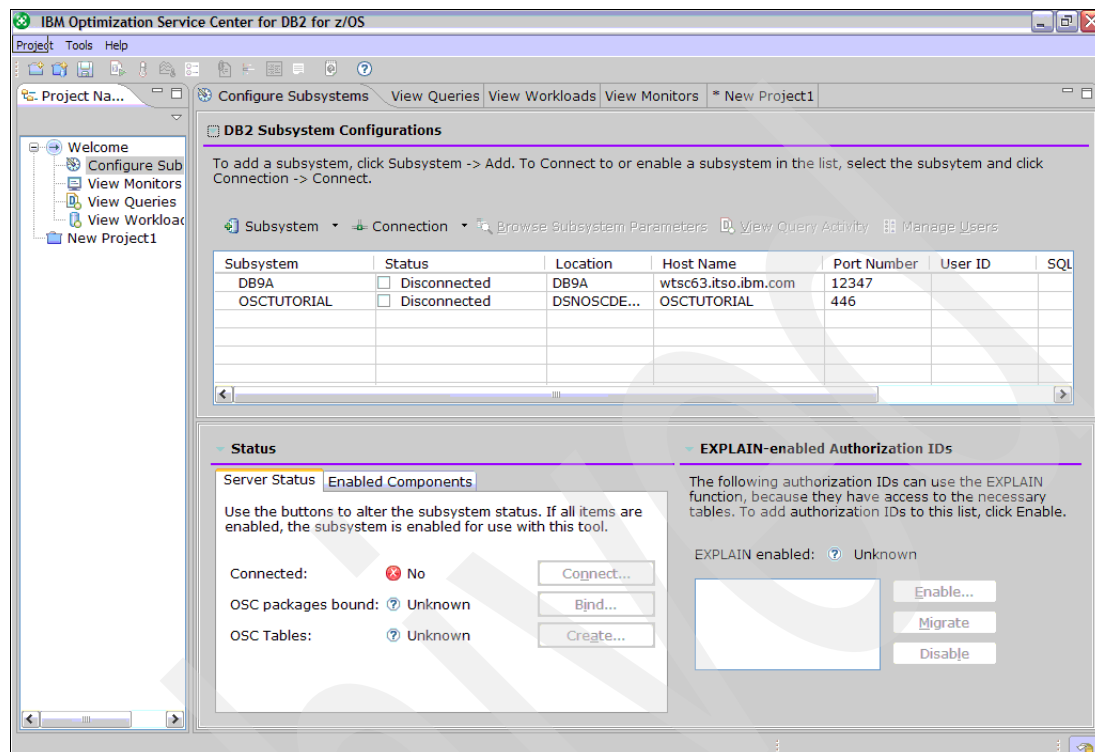 IBM Optimization Service Center for DB2 for z/OS
Project Tools Help
Project Na...
Configure Subsystems View Queries View Workloads View Monitors * New Project1
Welcome
Configure Sub
View Monitors
View Queries
View Workload
New Project1
DB2 Subsystem Configurations
To add a subsystem, click Subsystem -> Add. To Connect to or enable a subsystem in the list, select the subsytem and click
Connection -> Connect.
Subsystem Connection Browse Subsystem Parameters View Query Activity Manage Users
Subsystem Status Location Host Name Port Number User ID SQL
DB9A Disconnected DB9A wtsc63.itso.ibm.com 12347
OSCTUTORIAL Disconnected DSNOSCDE... OSCTUTORIAL 446
Status
Server Status Enabled Components
Use the buttons to alter the subsystem status. If all items are
enabled, the subsystem is enabled for use with this tool.
Connected: No Connect...
OSC packages bound: Unknown Bind...
OSC Tables: Unknown Create...
EXPLAIN-enabled Authorization IDs
The following authorization IDs can use the EXPLAIN
function, because they have access to the necessary
tables. To add authorization IDs to this list, click Enable.
EXPLAIN enabled: Unknown
Enable...
Migrate
Disable